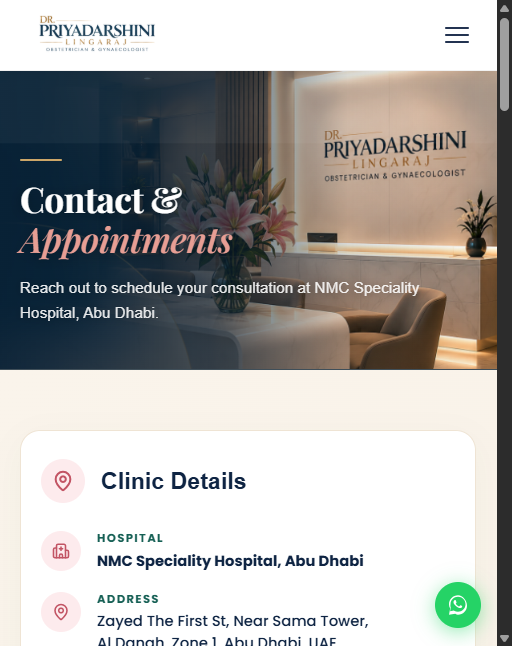 DR.
PRIYADARSHINI
LINGARAJ
OBSTETRICIAN & GYNAECOLOGIST
DR.
PRIYADARSHINI
LINGARAJ
OBSTETRICIAN & GYNAECOLOGIST
Contact &
Appointments
Reach out to schedule your consultation at NMC Speciality
Hospital, Abu Dhabi.
Clinic Details
HOSPITAL
NMC Speciality Hospital, Abu Dhabi
ADDRESS
Zayed The First St, Near Sama Tower,
Al Danah, Zone 1, Abu Dhabi, UAE